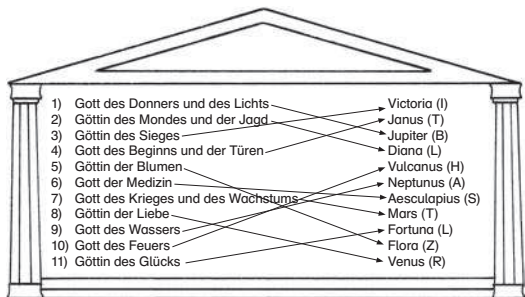 1) Gott des Donners und des Lichts Victoria (I)
2) Göttin des Mondes und der Jagd Janus (T)
3) Göttin des Sieges Jupiter (B)
4) Gott des Beginns und der Türen Diana (L)
5) Göttin der Blumen Vulcanus (H)
6) Gott der Medizin Neptunus (A)
7) Gott des Krieges und des Wachstums Aesculapius (S)
8) Göttin der Liebe Mars (T)
9) Gott des Wassers Fortuna (L)
10) Gott des Feuers Flora (Z)
11) Göttin des Glücks Venus (R)